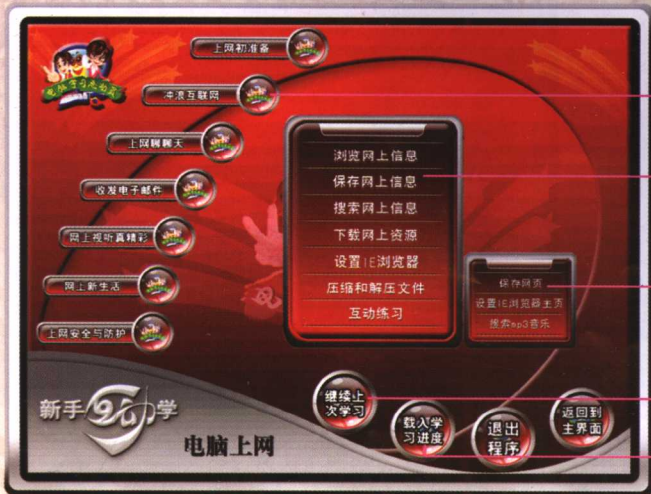 上网初准备
冲浪互联网
上网聊聊天
收发电子邮件
网上视听真精彩
网上新生活
上网安全与防护
浏览网上信息
保存网上信息
搜索网上信息
下载网上资源
设置IE浏览器
压缩和解压文件
互动练习
保存网页
设置IE浏览器主页
搜索mp3音乐
继续上
次学习
载入学
习进度
退出
程序
返回到
主界面
新手
学
电脑上网